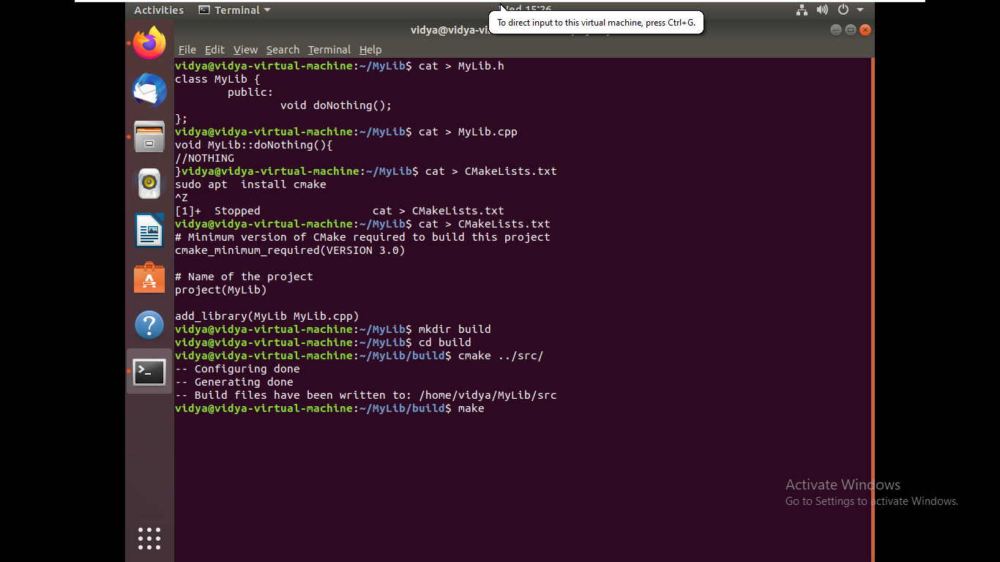 Activities Terminal
Wed 15:26
To direct input to this virtual machine, press Ctrl+G.
vidya@vidya-vi
File Edit View Search Terminal Help
vidya@vidya-virtual-machine:~/MyLib$ cat > MyLib.h
class MyLib {
        public:
                void doNothing();
};
vidya@vidya-virtual-machine:~/MyLib$ cat > MyLib.cpp
void MyLib::doNothing(){
//NOTHING
}vidya@vidya-virtual-machine:~/MyLib$ cat > CMakeLists.txt
sudo apt  install cmake
^Z
[1]+  Stopped                 cat > CMakeLists.txt
vidya@vidya-virtual-machine:~/MyLib$ cat > CMakeLists.txt
# Minimum version of CMake required to build this project
cmake_minimum_required(VERSION 3.0)
# Name of the project
project(MyLib)
add_library(MyLib MyLib.cpp)
vidya@vidya-virtual-machine:~/MyLib$ mkdir build
vidya@vidya-virtual-machine:~/MyLib$ cd build
vidya@vidya-virtual-machine:~/MyLib/build$ cmake ../src/
-- Configuring done
-- Generating done
-- Build files have been written to: /home/vidya/MyLib/src
vidya@vidya-virtual-machine:~/MyLib/build$ make
Activate Windows
Go to Settings to activate Windows.